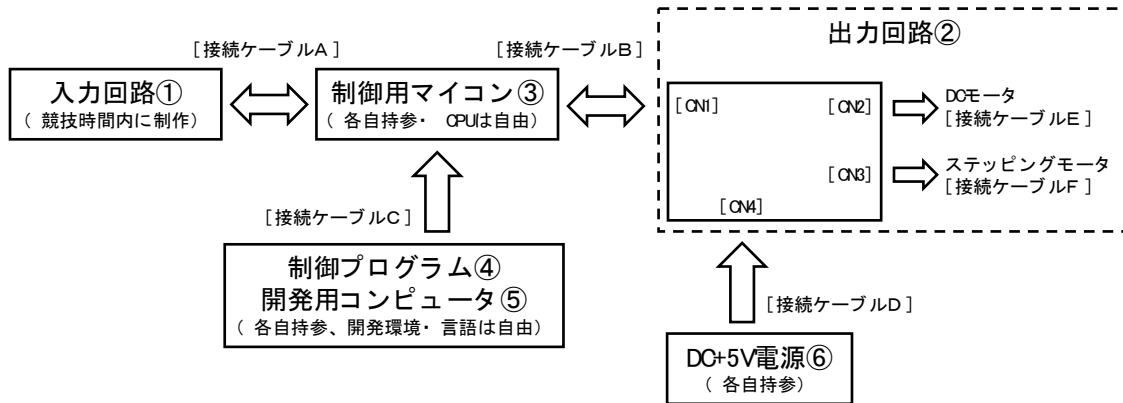 出力回路②
[接続ケーブルA]
[接続ケーブルB]
入力回路①
( 競技時間内に制作)
制御用マイコン③
( 各自持参・ CPUは自由)
[CN1]
[CN2]
DCモータ
[接続ケーブルE]
[CN3]
ステッピングモータ
[接続ケーブルF]
[CN4]
[接続ケーブルC]
制御プログラム④
開発用コンピュータ⑤
( 各自持参、開発環境・ 言語は自由)
[接続ケーブルD]
DC+5V電源⑥
( 各自持参)